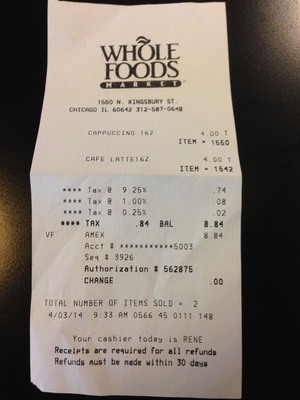 WHOLE
FOODS
MARKET
1550 N. KINGSBURY ST.
CHICAGO IL 60642 312-587-0648
CAPPUCCINO 16Z 4.00 T
ITEM = 1550
CAFE LATTE16Z 4.00 T
ITEM = 1542
**** Tax @ 9.25% .74
**** Tax @ 1.00% .08
**** Tax @ 0.25% .02
**** TAX .84 BAL 8.84
VF AMEX 8.84
Acct # ***********5003
Seq # 3926
Authorization # 562875
CHANGE .00
TOTAL NUMBER OF ITEMS SOLD = 2
4/03/14 9:33 AM 0566 45 0111 148
Your cashier today is RENE
Receipts are required for all refunds
Refunds must be made within 30 days